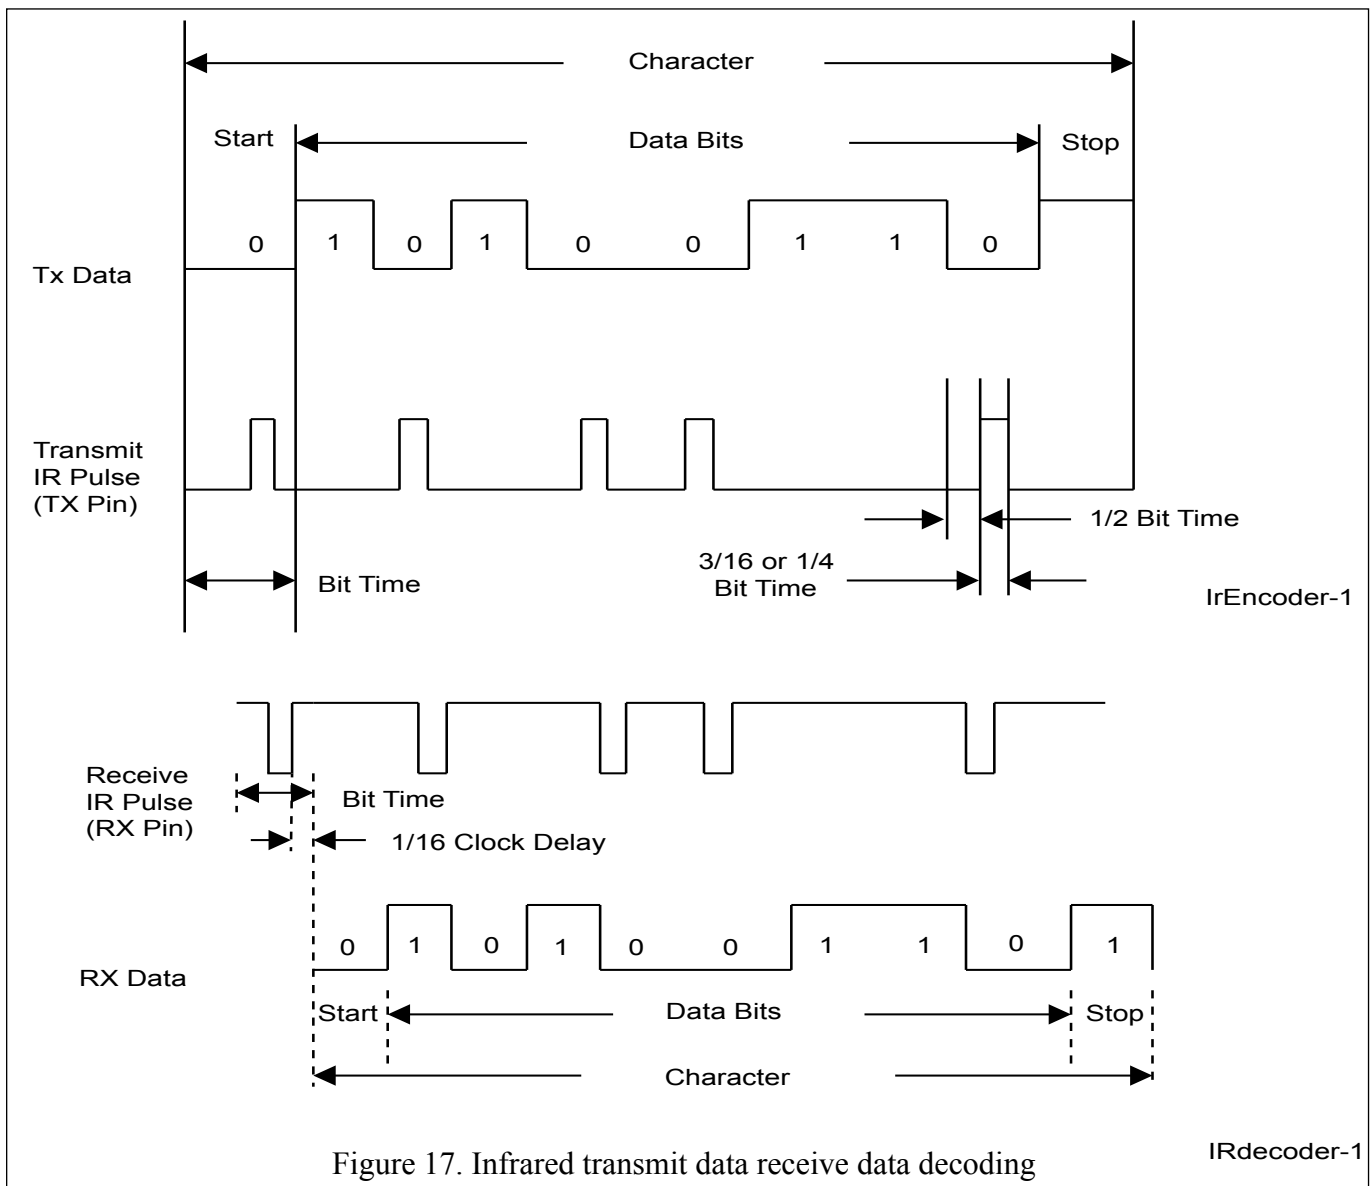 Character
Start
Data Bits
Stop
0 1 0 1 0 0 1 1 0
Tx Data
Transmit
IR Pulse
(TX Pin)
1/2 Bit Time
3/16 or 1/4
Bit Time
Bit Time
IrEncoder-1
Receive
IR Pulse
(RX Pin)
Bit Time
1/16 Clock Delay
0 1 0 1 0 0 1 1 0 1
RX Data
Start
Data Bits
Stop
Character
IRdecoder-1
Figure 17. Infrared transmit data receive data decoding